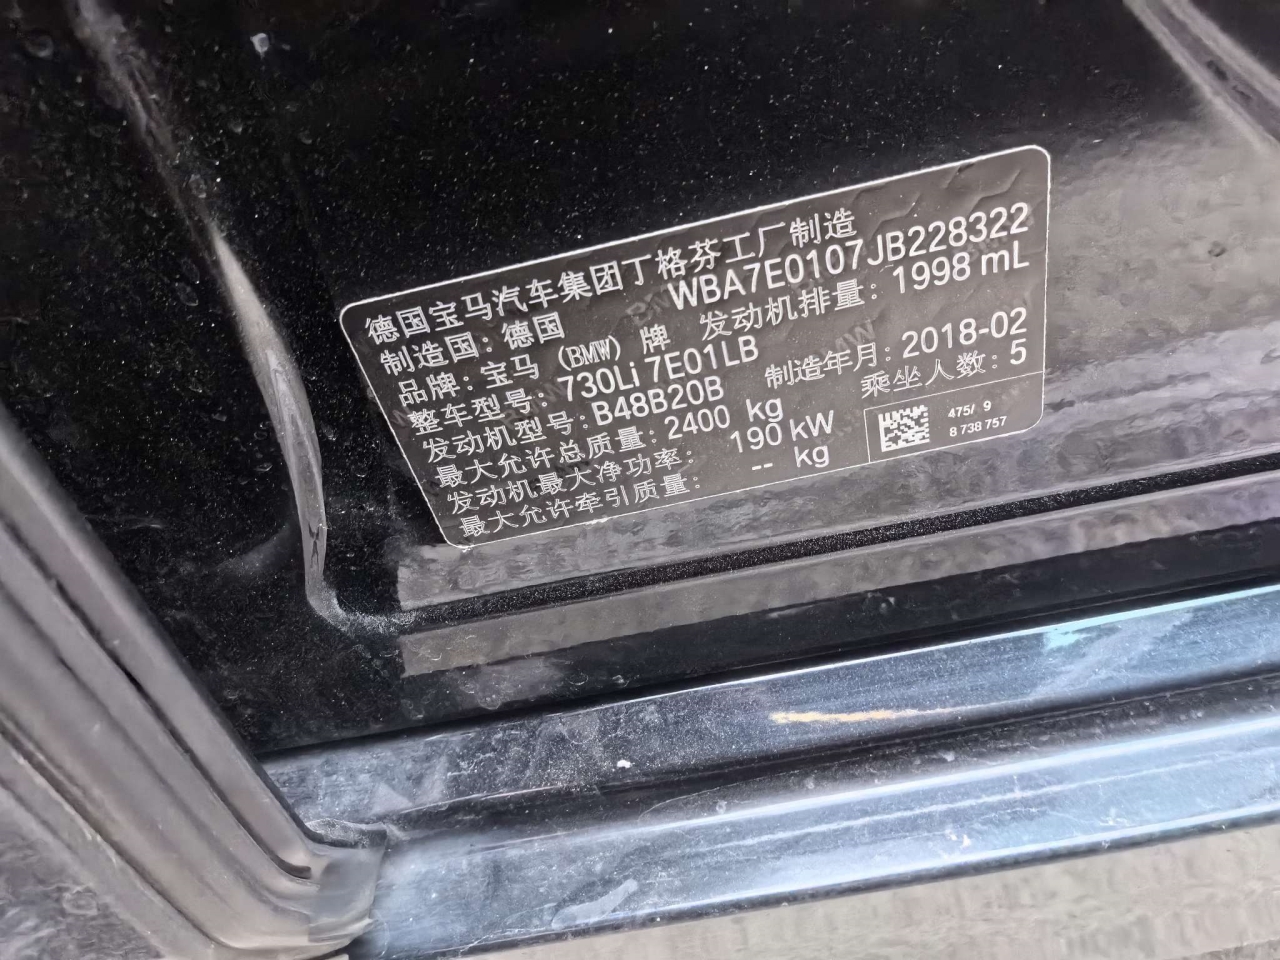 德国宝马汽车集团丁格芬工厂制造
制造国：德国 WBA7E0107JB228322
品牌：宝马（BMW）牌 发动机排量：1998 mL
整车型号：730Li 7E01LB
发动机型号：B48B20B 制造年月：2018-02
最大允许总质量：2400 kg 乘坐人数：5
发动机最大净功率：190 kW
最大允许牵引质量：-- kg
475/ 9
8 738 757